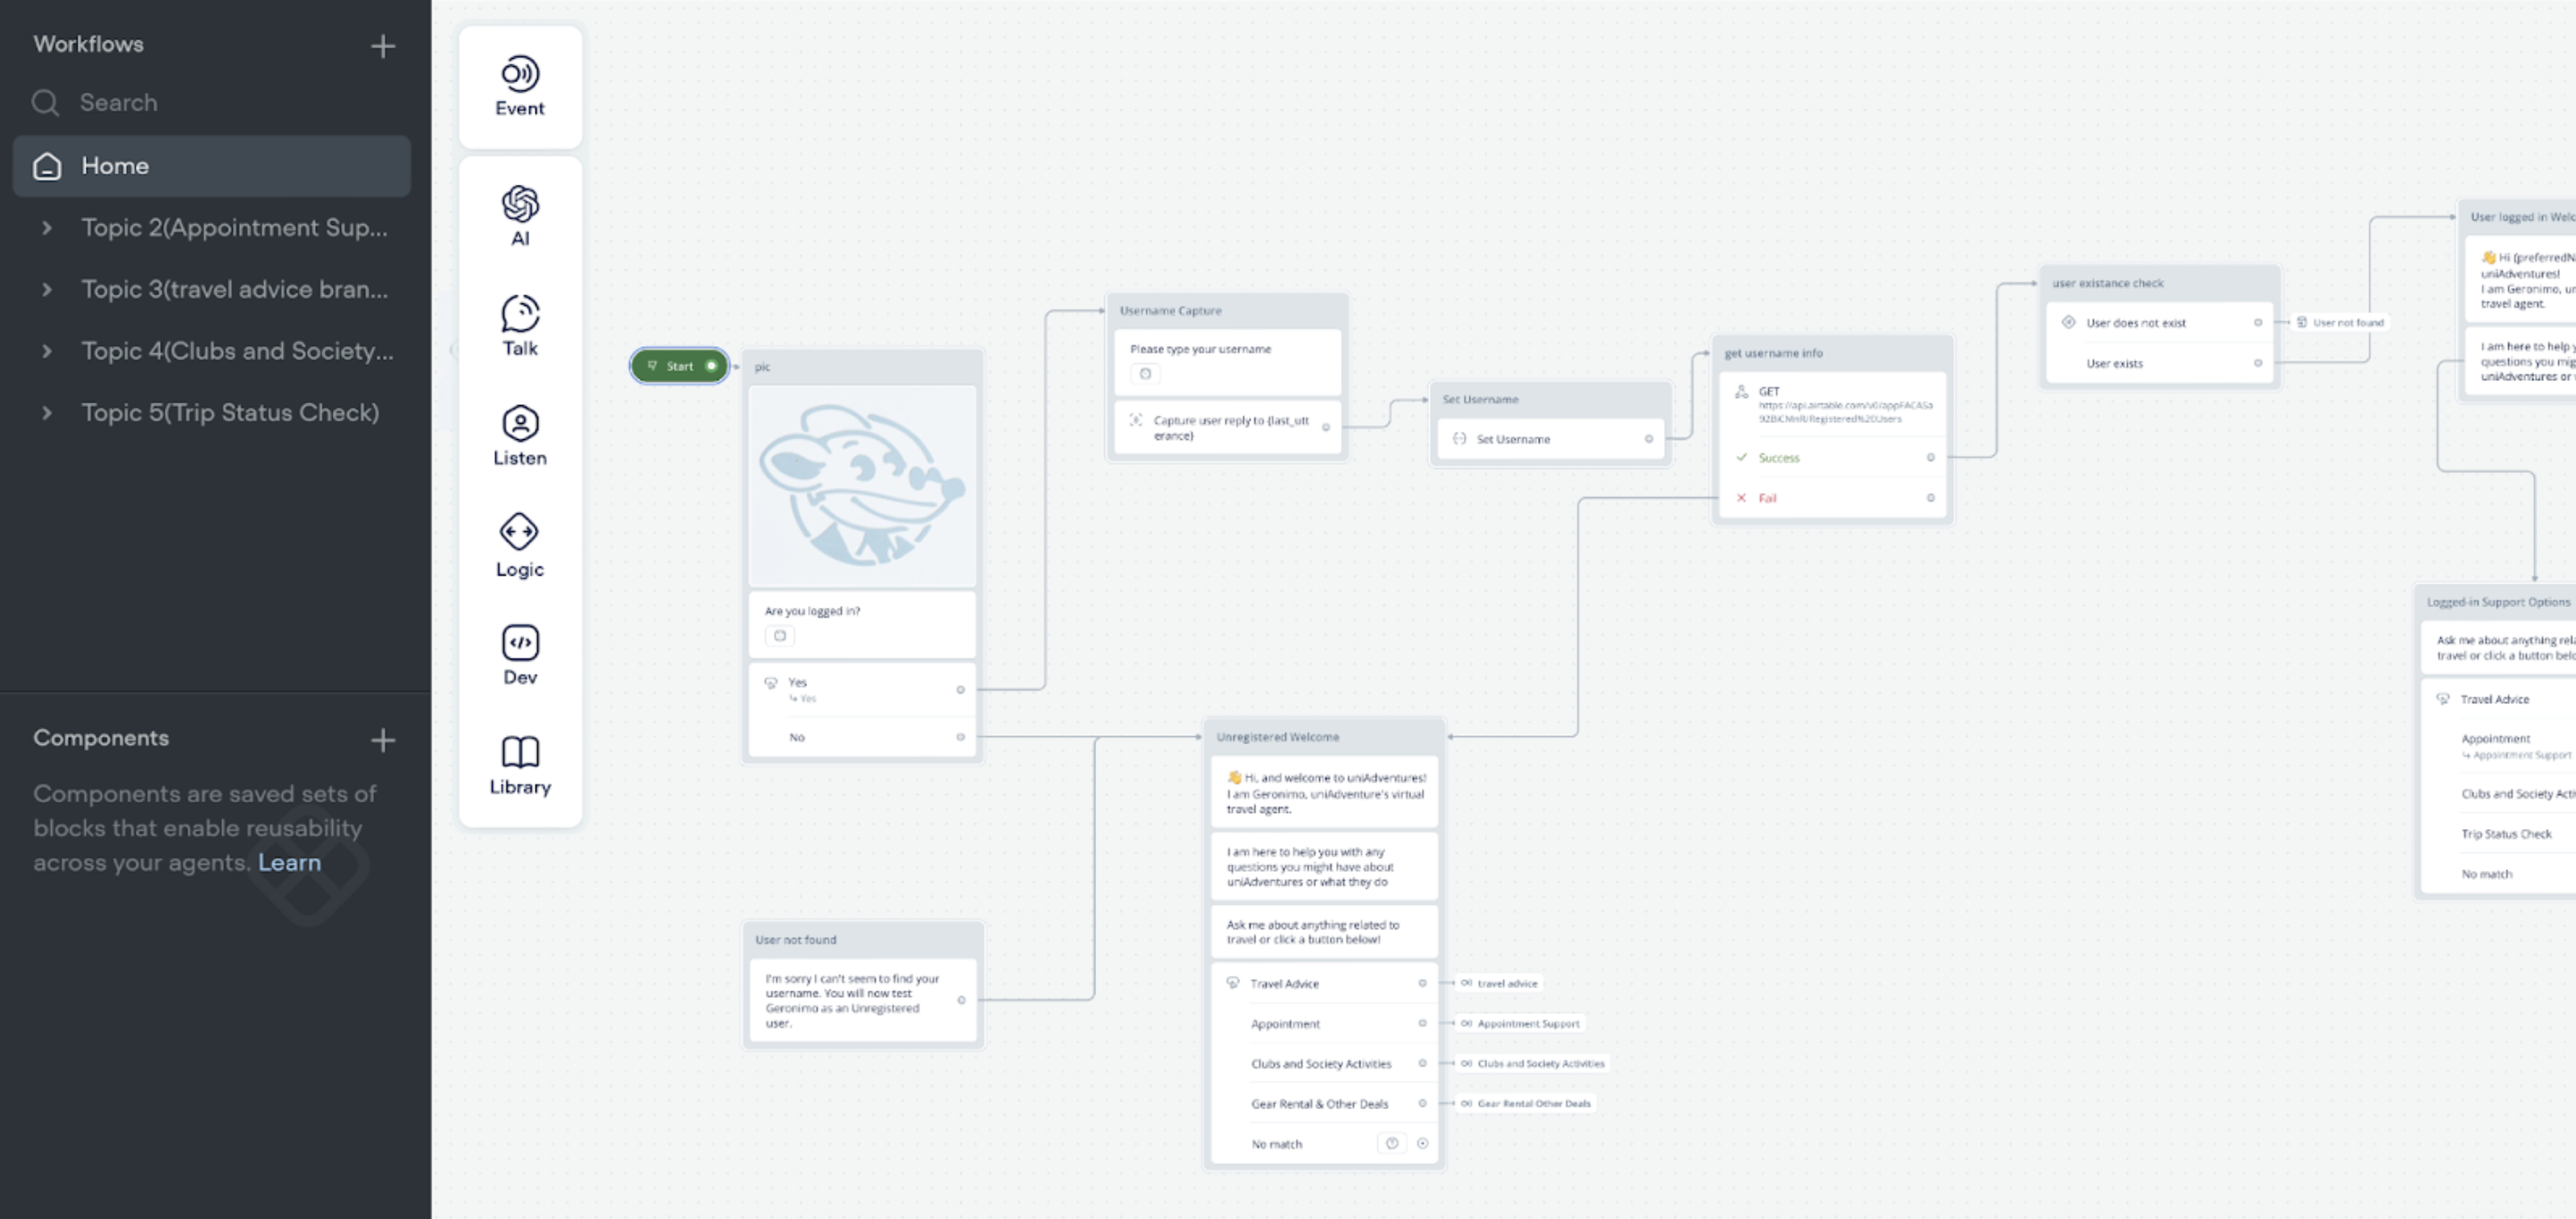 Workflows
Search
Home
Topic 2(Appointment Sup...
Topic 3(travel advice bran...
Topic 4(Clubs and Society...
Topic 5(Trip Status Check)
Components
Components are saved sets of
blocks that enable reusability
across your agents. Learn
Event
AI
Talk
Listen
Logic
Dev
Library
Start
pic
Are you logged in?
Yes
Yes
No
User not found
I'm sorry I can't seem to find your
username. You will now test
Geronimo as an Unregistered
user.
Username Capture
Please type your username
Capture user reply to {last_utt
erance}
Set Username
Set Username
Unregistered Welcome
👋 Hi, and welcome to uniAdventures!
I am Geronimo, uniAdventure's virtual
travel agent.
I am here to help you with any
questions you might have about
uniAdventures or what they do
Ask me about anything related to
travel or click a button below!
Travel Advice
travel advice
Appointment
Appointment Support
Clubs and Society Activities
Clubs and Society Activities
Gear Rental & Other Deals
Gear Rental Other Deals
No match
get username info
GET
Success
Fail
user existance check
User does not exist
User not found
User exists
User logged in Welc
👋 Hi {preferredN
uniAdventures!
I am Geronimo, un
travel agent.
I am here to help y
questions you mig
uniAdventures or
Logged-in Support Options
Ask me about anything rela
travel or click a button belo
Travel Advice
Appointment
Appointment Support
Clubs and Society Acti
Trip Status Check
No match